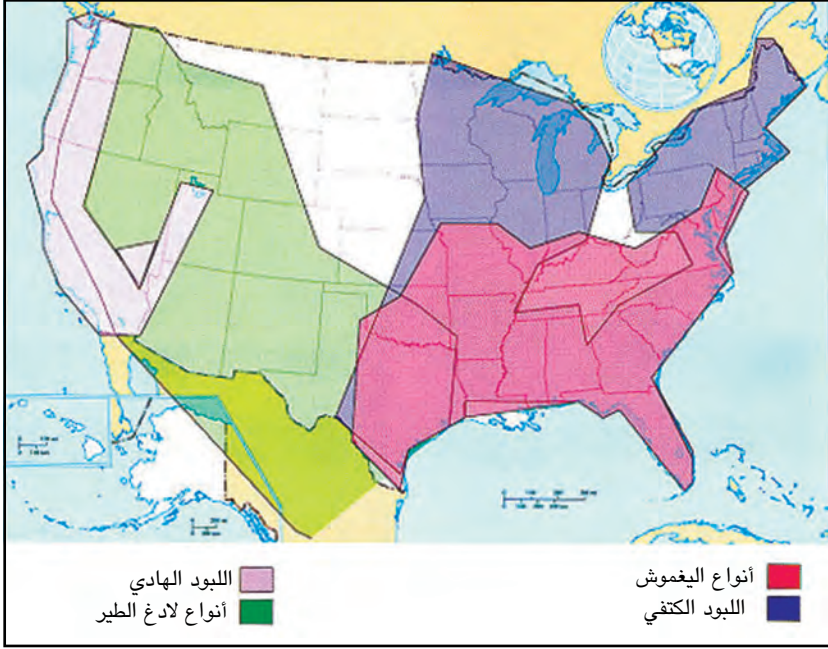 أنواع اليغموش
اللبود الكتفي
اللبود الهادي
أنواع لادغ الطير